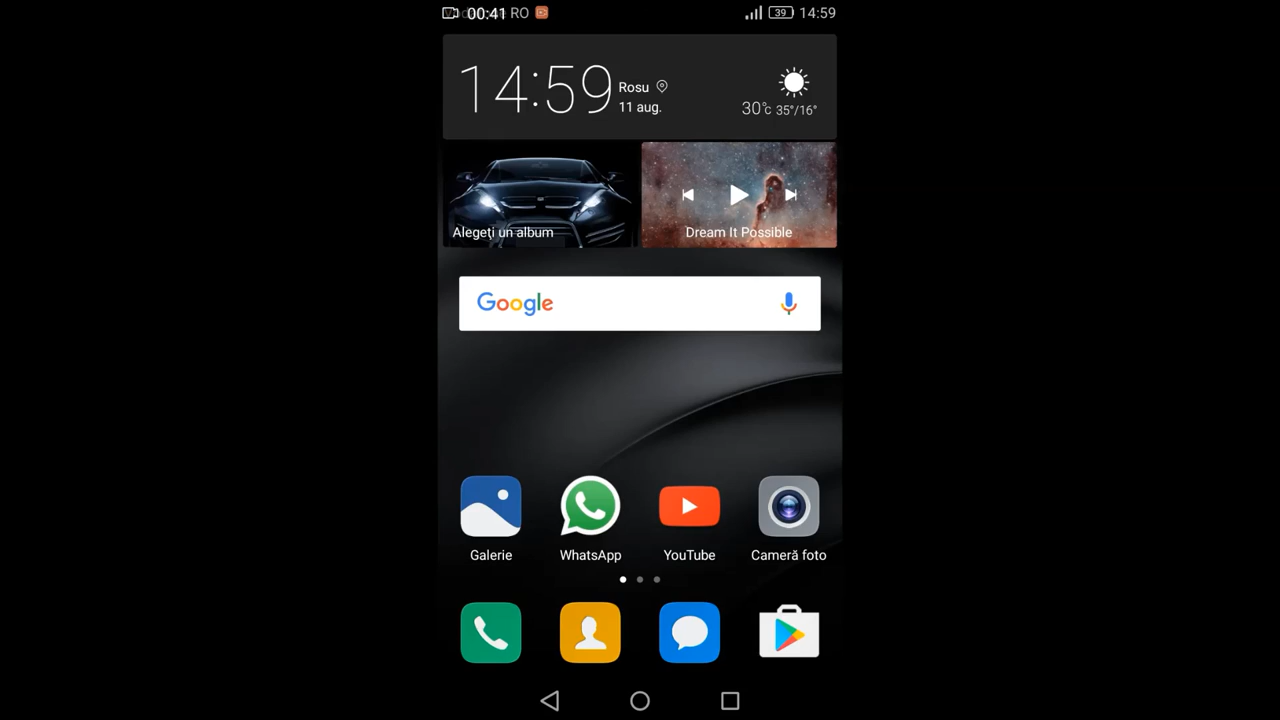 00:41 RO
39 14:59
14:59
Rosu
11 aug.
30°c 35°/16°
Alegeți un album
Dream It Possible
Google
Galerie
WhatsApp
YouTube
Cameră foto